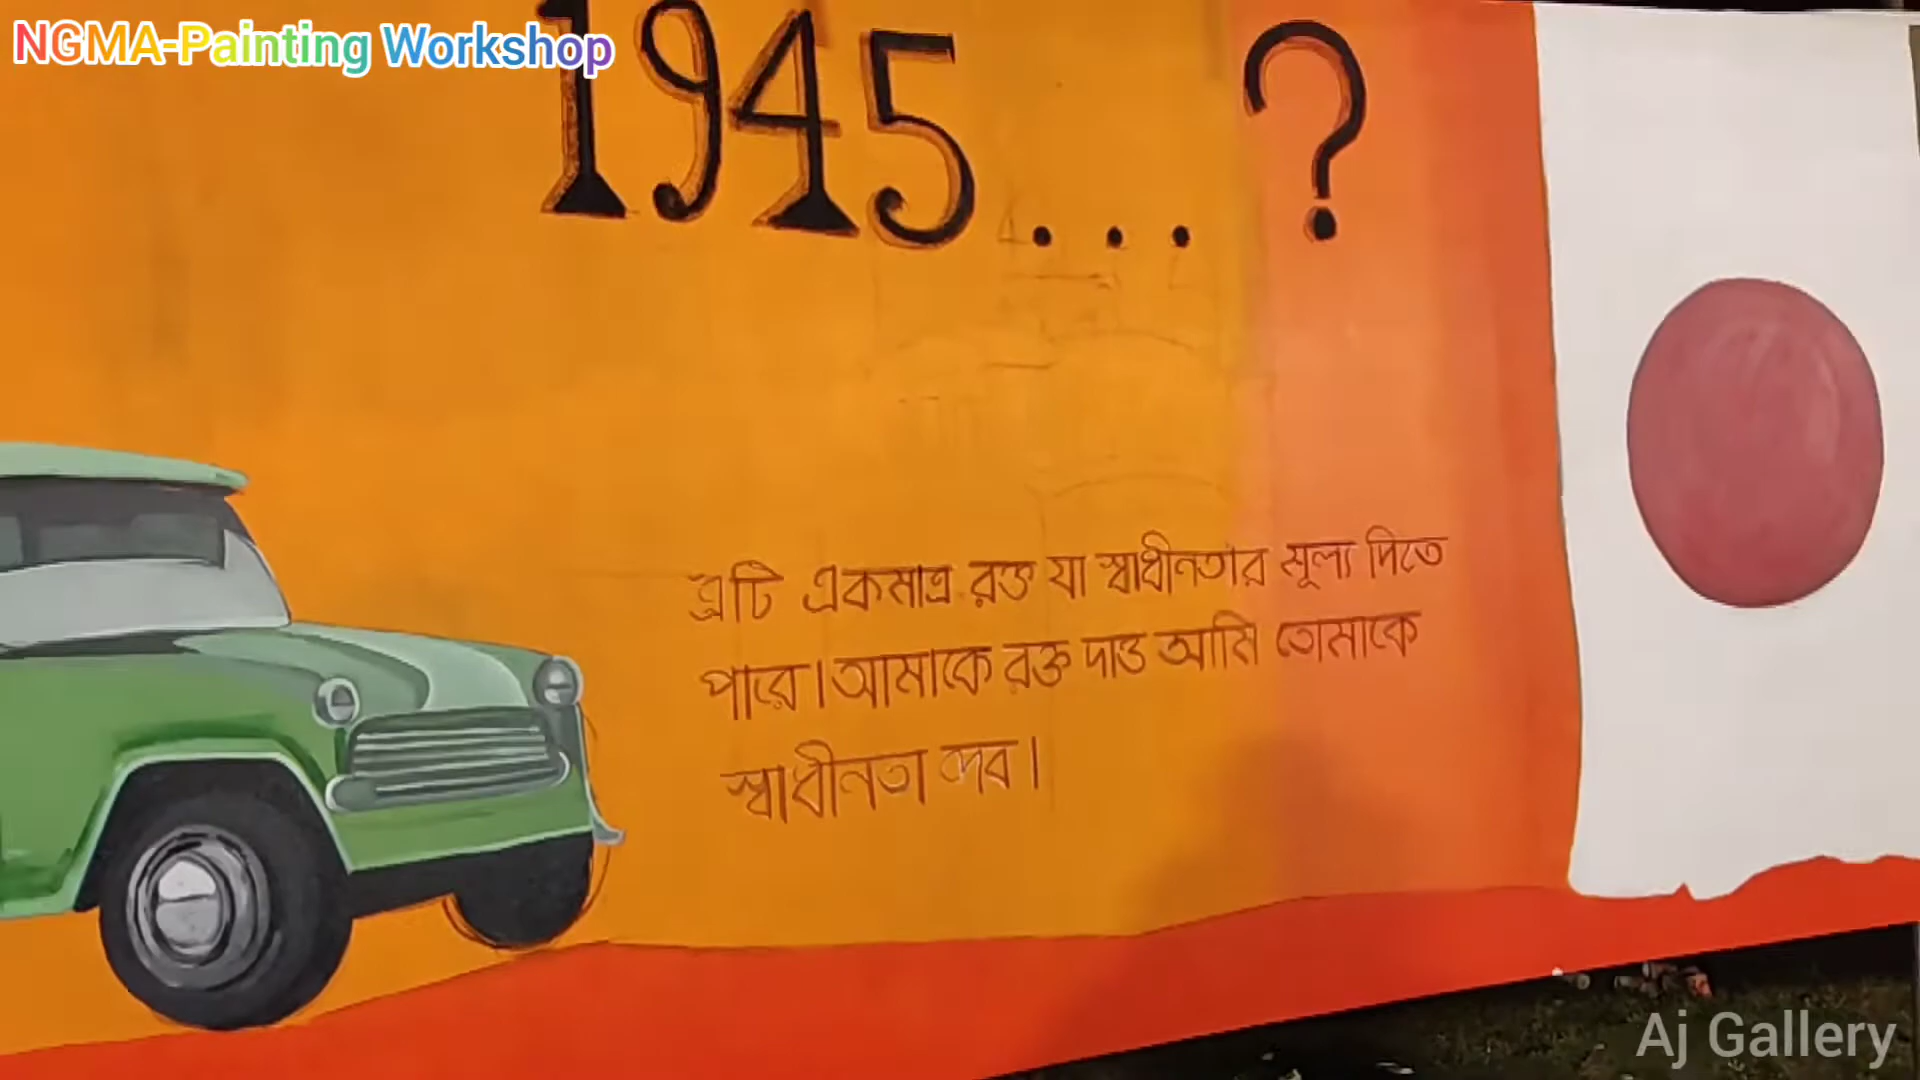 NGMA-Painting Workshop
1945...?
এটি একমাত্র রক্ত যা স্বাধীনতার মূল্য দিতে
পারে। আমাকে রক্ত দাও আমি তোমাকে
স্বাধীনতা দেব।
Aj Gallery